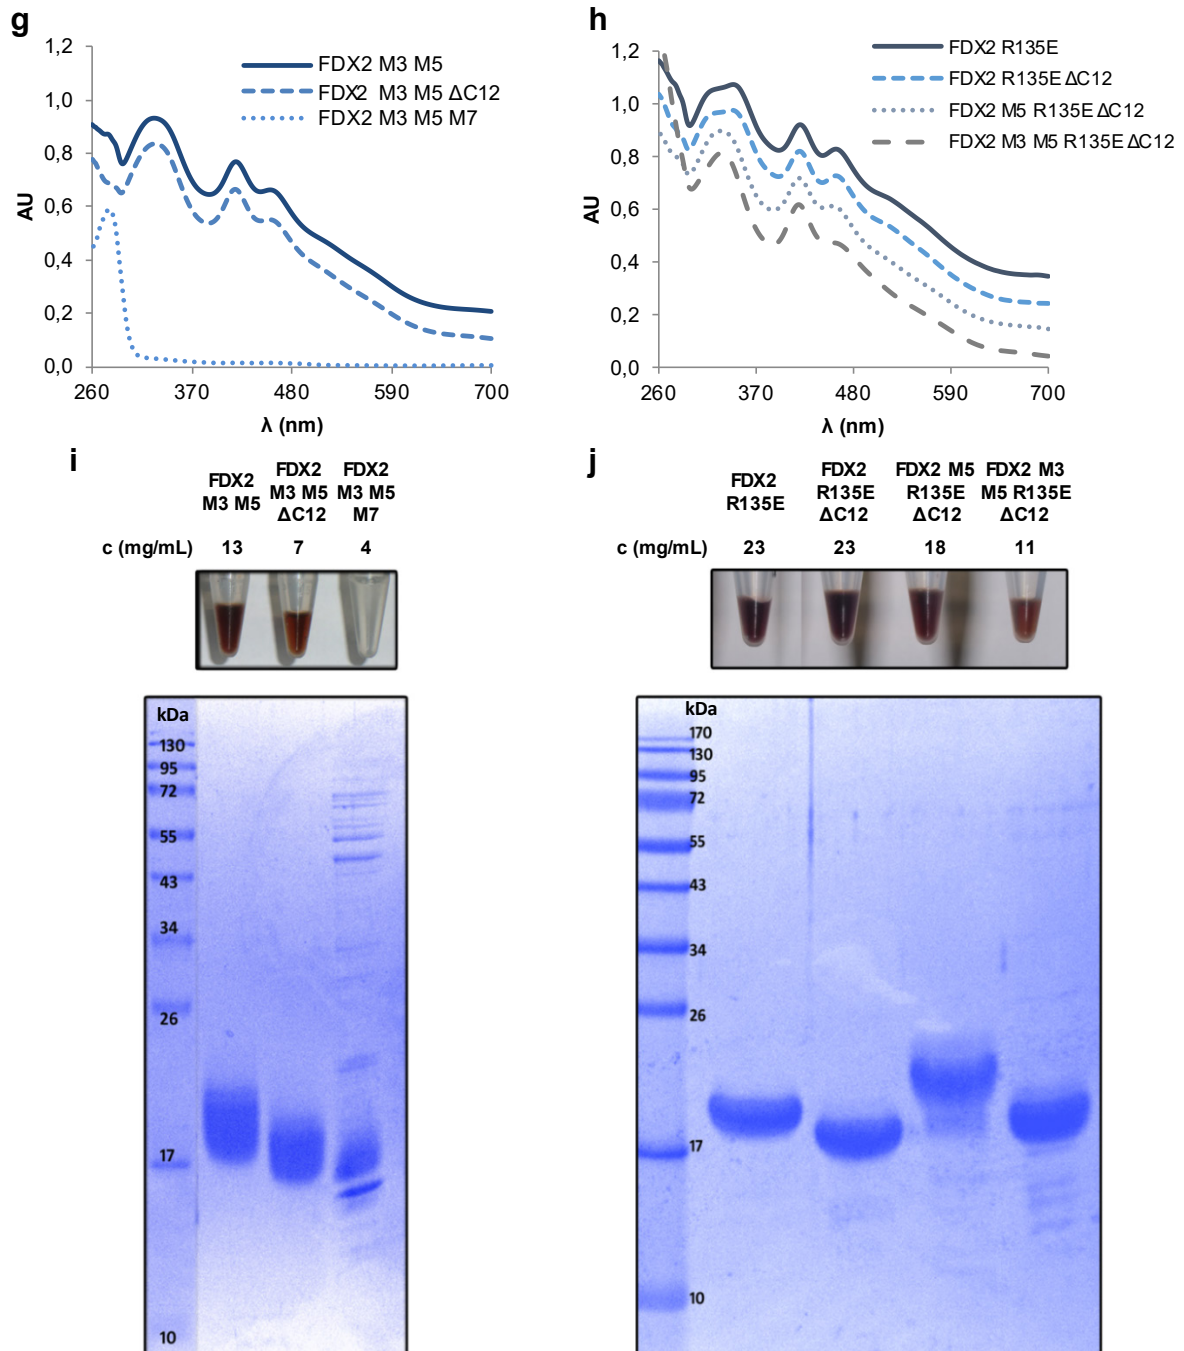 g
1,2
1,0
0,8
0,6
0,4
0,2
0,0
AU
260 370 480 590 700
λ (nm)
FDX2 M3 M5
FDX2 M3 M5 ΔC12
FDX2 M3 M5 M7
h
1,2
1,0
0,8
0,6
0,4
0,2
0,0
AU
260 370 480 590 700
λ (nm)
FDX2 R135E
FDX2 R135E ΔC12
FDX2 M5 R135E ΔC12
FDX2 M3 M5 R135E ΔC12
i
FDX2
M3 M5
FDX2
M3 M5
ΔC12
FDX2
M3 M5
M7
c (mg/mL) 13 7 4
kDa
130
95
72
55
43
34
26
17
10
j
FDX2
R135E
FDX2
R135E
ΔC12
FDX2 M5
R135E
ΔC12
FDX2 M3
M5 R135E
ΔC12
c (mg/mL) 23 23 18 11
kDa
170
130
95
72
55
43
34
26
17
10